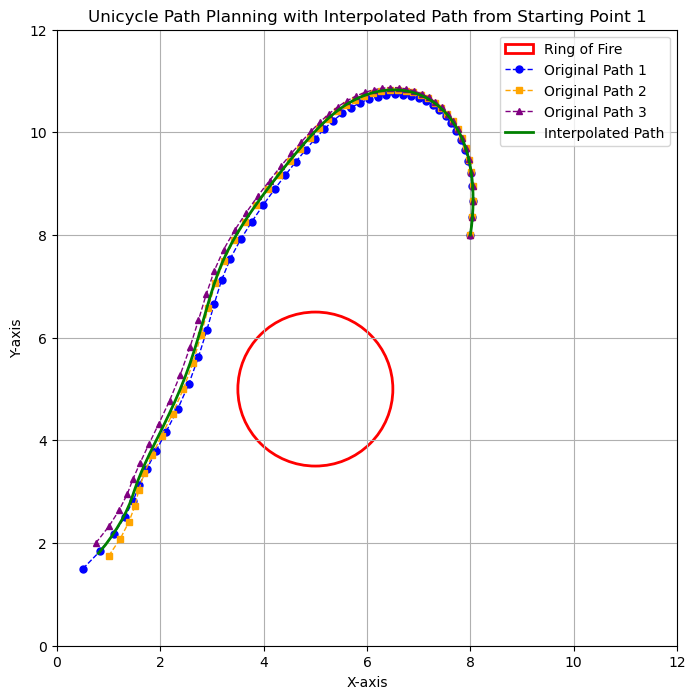 Unicycle Path Planning with Interpolated Path from Starting Point 1
Ring of Fire
Original Path 1
Original Path 2
Original Path 3
Interpolated Path
Y-axis
12
10
8
6
4
2
0
0 2 4 6 8 10 12
X-axis